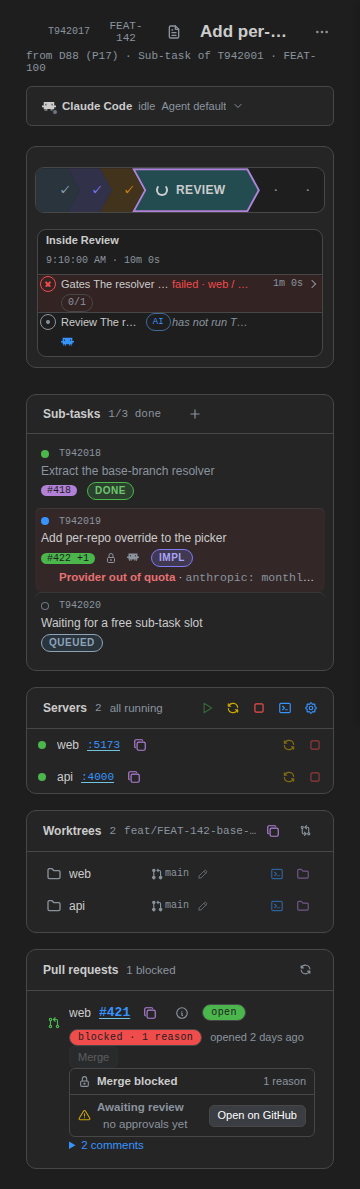 T942017 FEAT-142 Add per-…
from D88 (P17) · Sub-task of T942001 · FEAT-
100
Claude Code idle Agent default
✓ ✓ ✓ REVIEW · ·
Inside Review
9:10:00 AM · 10m 0s
Gates The resolver … failed · web / … 1m 0s
0/1
Review The r… AI has not run T…
Sub-tasks 1/3 done +
T942018
Extract the base-branch resolver
#418 DONE
T942019
Add per-repo override to the picker
#422 +1 IMPL
Provider out of quota · anthropic: monthl…
T942020
Waiting for a free sub-task slot
QUEUED
Servers 2 all running
web :5173
api :4000
Worktrees 2 feat/FEAT-142-base-…
web main
api main
Pull requests 1 blocked
web #421 open
blocked · 1 reason opened 2 days ago
Merge
Merge blocked 1 reason
Awaiting review
no approvals yet
Open on GitHub
2 comments